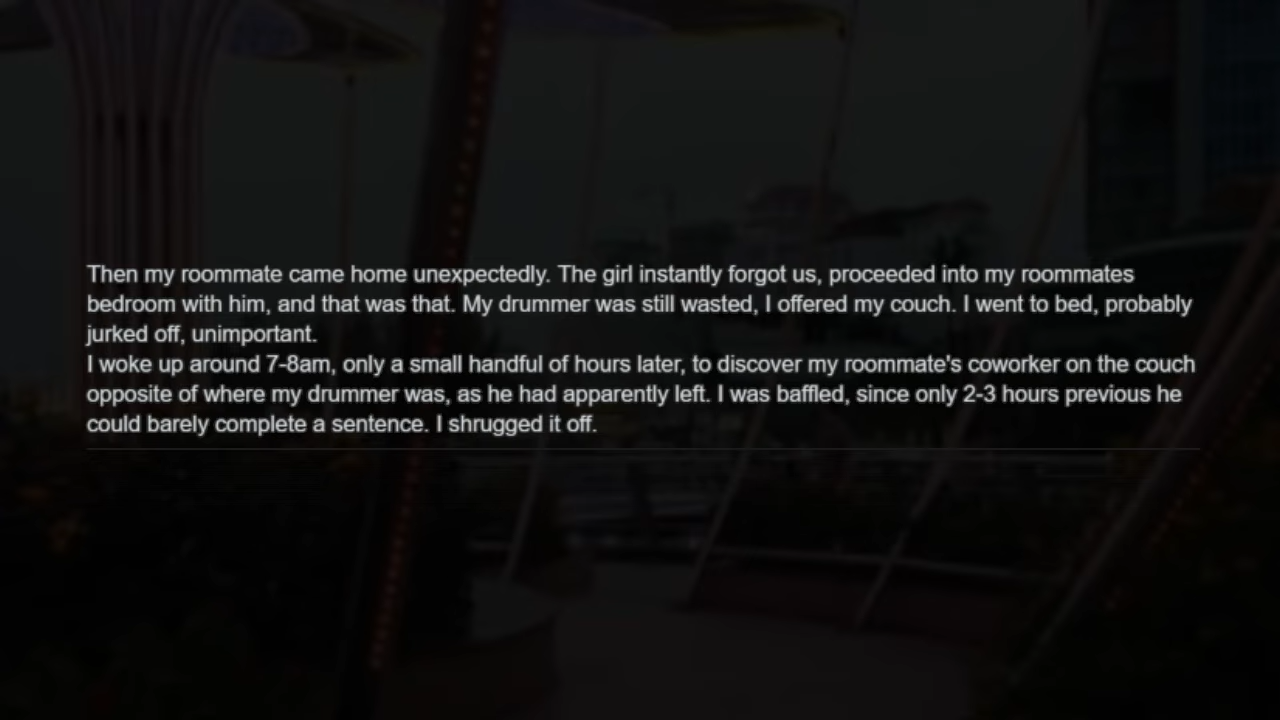 Then my roommate came home unexpectedly. The girl instantly forgot us, proceeded into my roommates
bedroom with him, and that was that. My drummer was still wasted, I offered my couch. I went to bed, probably
jurked off, unimportant.
I woke up around 7-8am, only a small handful of hours later, to discover my roommate's coworker on the couch
opposite of where my drummer was, as he had apparently left. I was baffled, since only 2-3 hours previous he
could barely complete a sentence. I shrugged it off.